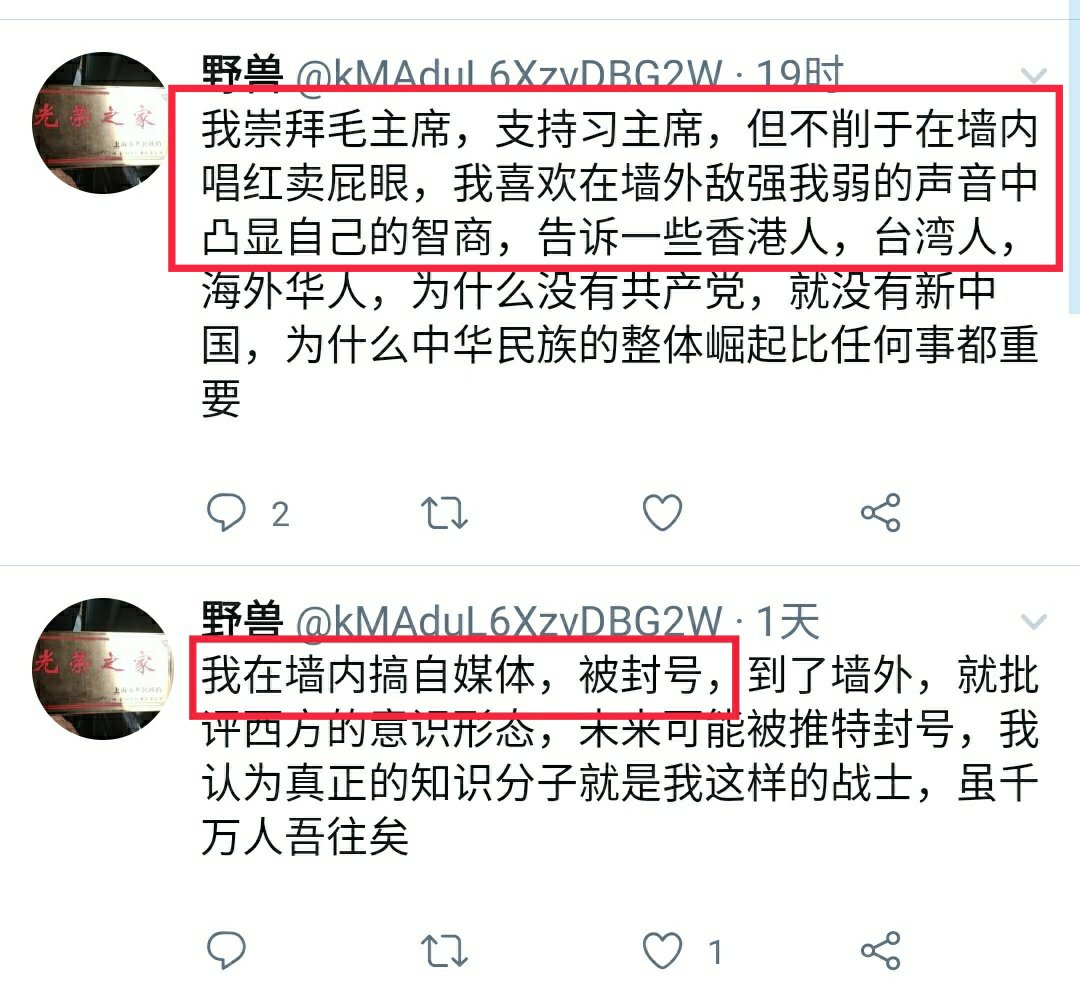 野兽 @kMAduL6XzvDBG2W · 19时
我崇拜毛主席，支持习主席，但不削于在墙内
唱红卖屁眼，我喜欢在墙外敌强我弱的声音中
凸显自己的智商，告诉一些香港人，台湾人，
海外华人，为什么没有共产党，就没有新中
国，为什么中华民族的整体崛起比任何事都重
要
2
野兽 @kMAduL6XzvDBG2W · 1天
我在墙内搞自媒体，被封号，到了墙外，就批
评西方的意识形态，未来可能被推特封号，我
认为真正的知识分子就是我这样的战士，虽千
万人吾往矣
1
光荣之家
光荣之家